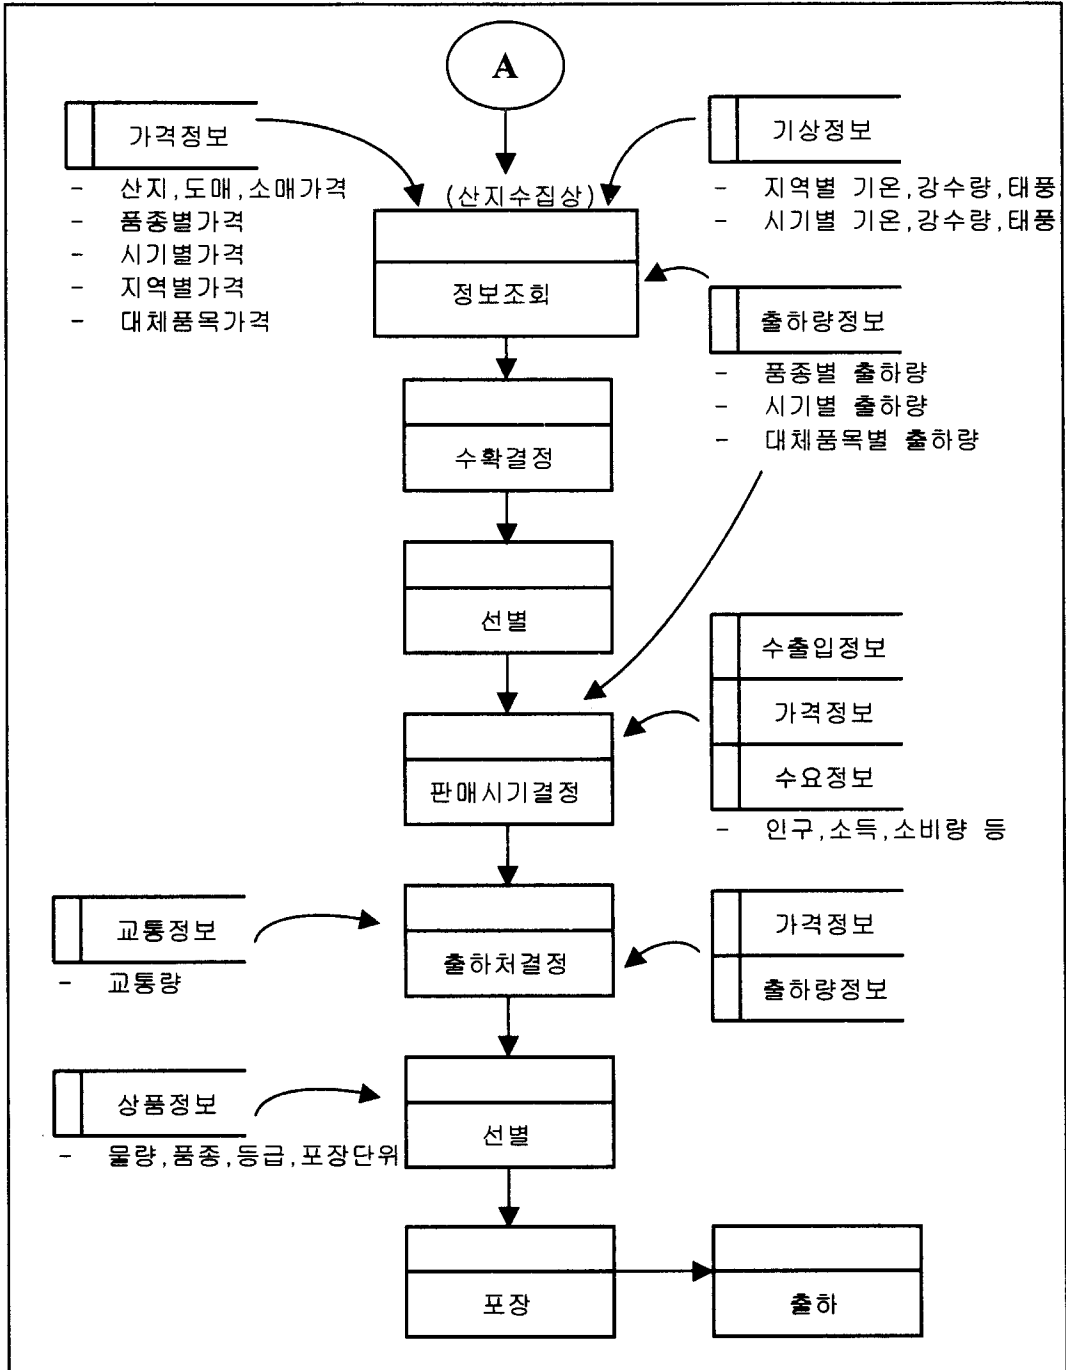 A
가격정보
- 산지,도매,소매가격
- 품종별가격
- 시기별가격
- 지역별가격
- 대체품목가격
기상정보
- 지역별 기온,강수량,태풍
- 시기별 기온,강수량,태풍
(산지수집상)
정보조회
출하량정보
- 품종별 출하량
- 시기별 출하량
- 대체품목별 출하량
수확결정
선별
수출입정보
가격정보
수요정보
- 인구,소득,소비량 등
판매시기결정
교통정보
- 교통량
출하처결정
가격정보
출하량정보
상품정보
- 물량,품종,등급,포장단위
선별
포장
출하